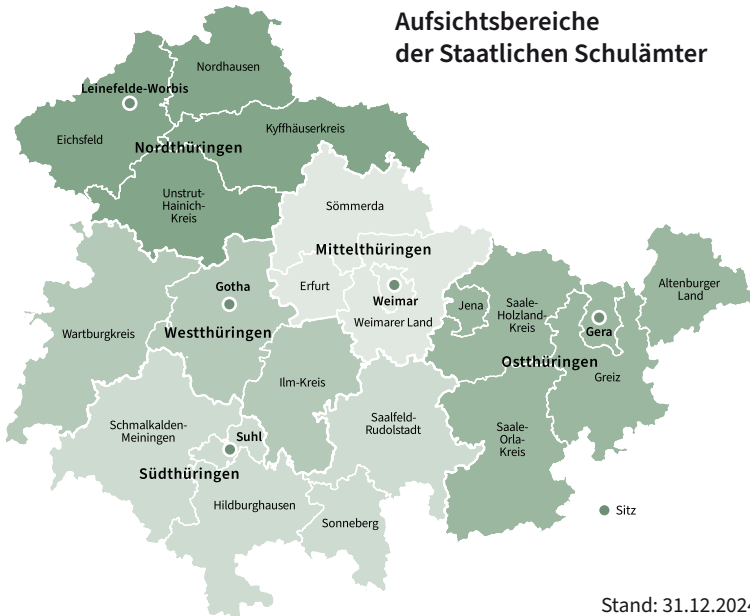 Aufsichtsbereiche
der Staatlichen Schulämter
Nordhausen
Leinefelde-Worbis
Eichsfeld
Kyffhäuserkreis
Nordthüringen
Unstrut-
Hainich-
Kreis
Sömmerda
Mittelthüringen
Gotha
Erfurt
Weimar
Weimarer Land
Jena
Saale-
Holzland-
Kreis
Altenburger
Land
Gera
Wartburgkreis
Westthüringen
Ostthüringen
Greiz
Ilm-Kreis
Schmalkalden-
Meiningen
Suhl
Saalfeld-
Rudolstadt
Saale-
Orla-
Kreis
Südthüringen
Hildburghausen
Sonneberg
Sitz
Stand: 31.12.2024